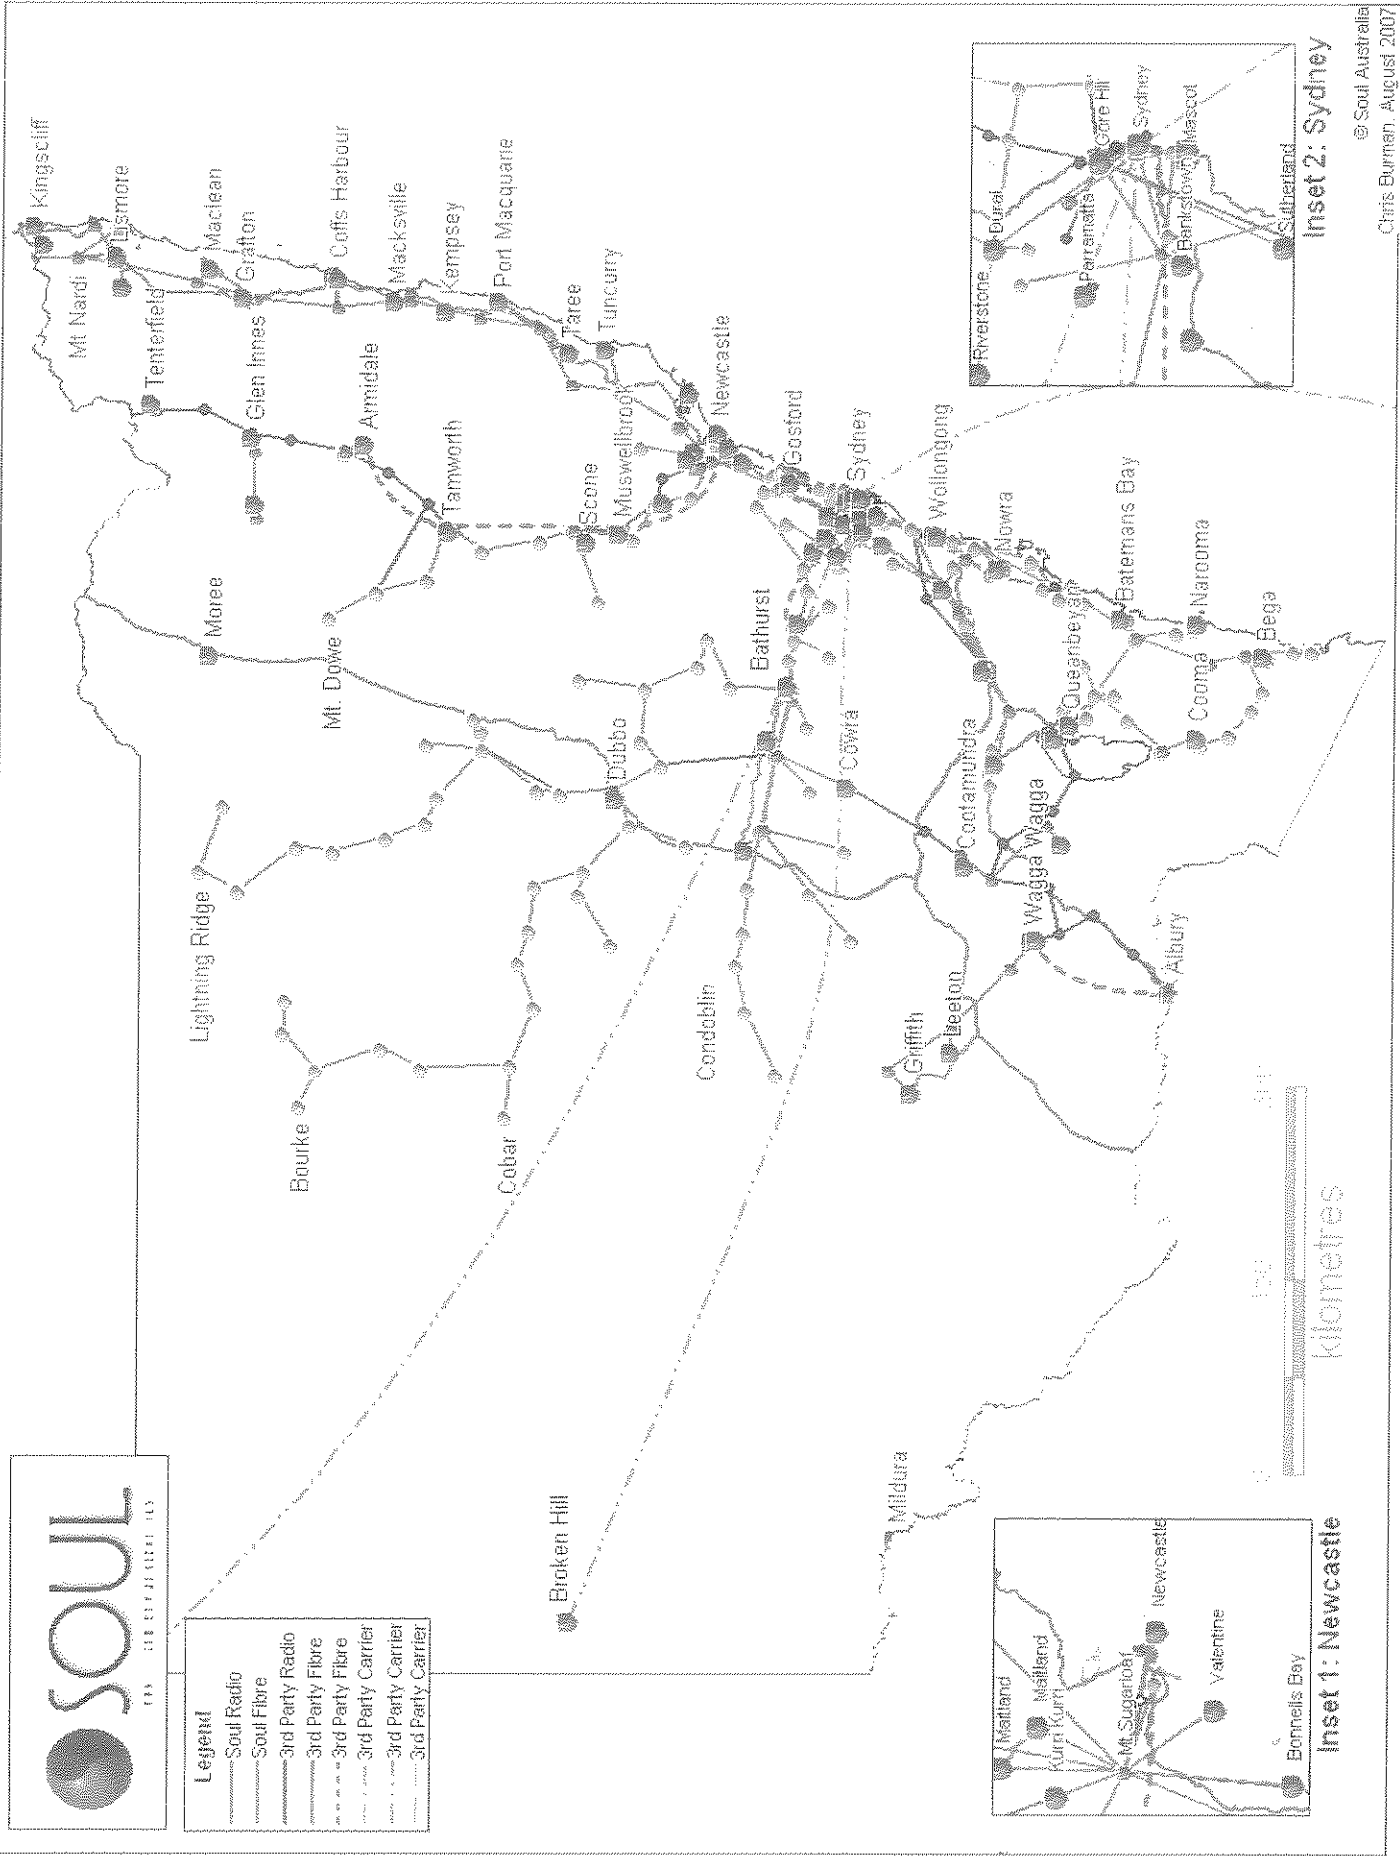 SOUL
Legend
Soul Radio
Soul Fibre
3rd Party Radio
3rd Party Fibre
3rd Party Fibre
3rd Party Carrier
3rd Party Carrier
3rd Party Carrier
Kingscliff
Mt Nardi
Lismore
Tenterfield
Maclean
Grafton
Glen Innes
Coffs Harbour
Armidale
Macksville
Kempsey
Tamworth
Port Macquarie
Taree
Tuncurry
Scone
Muswellbrook
Newcastle
Gosford
Sydney
Wollongong
Nowra
Batemans Bay
Narooma
Bega
Cooma
Queanbeyan
Moree
Mt. Dowe
Lightning Ridge
Bourke
Cobar
Dubbo
Bathurst
Condoblin
Cowra
Cootamundra
Wagga Wagga
Griffith
Leeton
Albury
Broken Hill
Mildura
kilometres
Maitland
Maitland
Kurri Kurri
Mt Sugarloaf
Newcastle
Valentine
Bonnells Bay
Inset 1: Newcastle
Riverstone
Dural
Parramatta
Gore Hill
Sydney
Bankstown
Mascot
Sutherland
Inset 2: Sydney
© Soul Australia
Chris Burman, August 2007